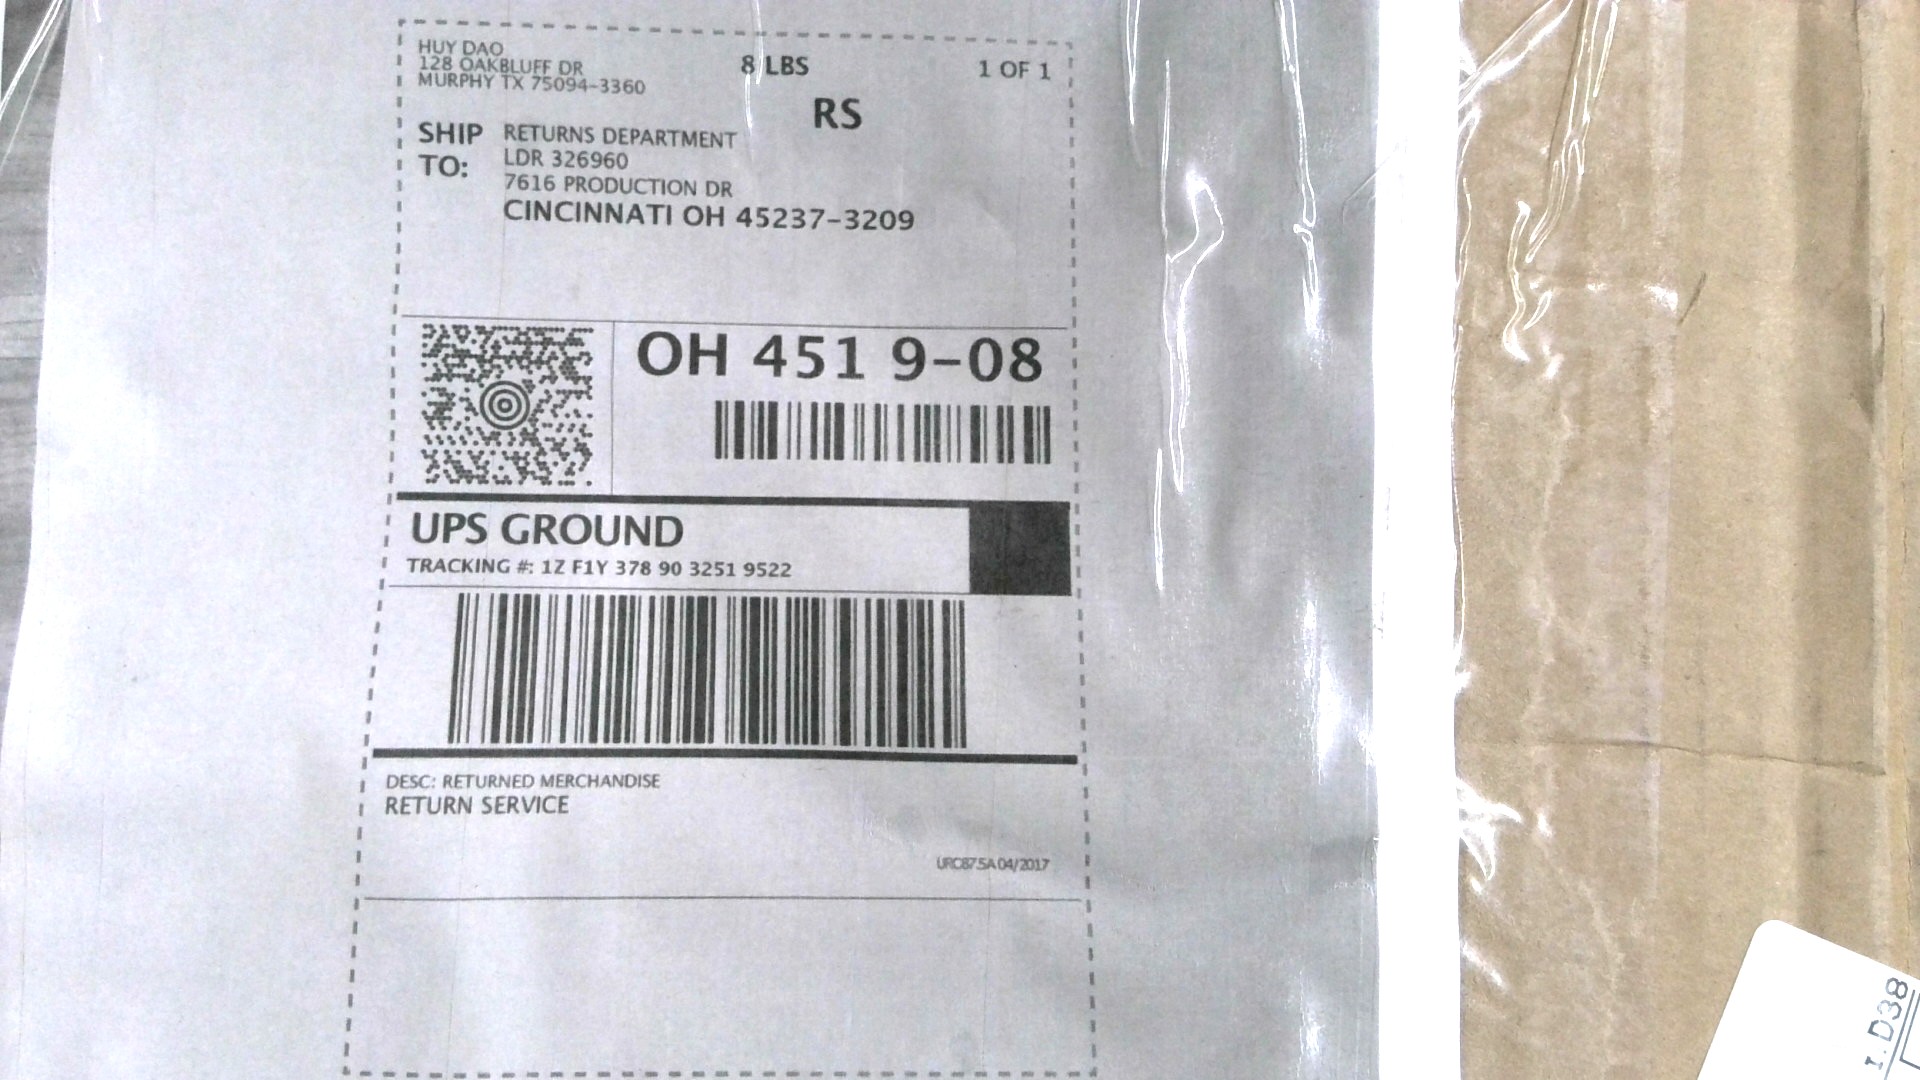 HUY DAO
128 OAKBLUFF DR
MURPHY TX 75094-3360
8 LBS
1 OF 1
RS
SHIP TO:
RETURNS DEPARTMENT
LDR 326960
7616 PRODUCTION DR
CINCINNATI OH 45237-3209
OH 451 9-08
UPS GROUND
TRACKING #: 1Z F1Y 378 90 3251 9522
DESC: RETURNED MERCHANDISE
RETURN SERVICE
URC87.5A 04/2017
I.D38